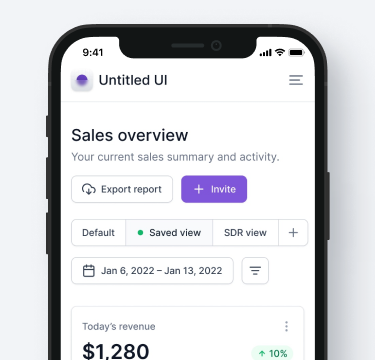 9:41
Untitled UI
Sales overview
Your current sales summary and activity.
Export report
Invite
Default
Saved view
SDR view
Jan 6, 2022 – Jan 13, 2022
Today's revenue
$1,280
10%